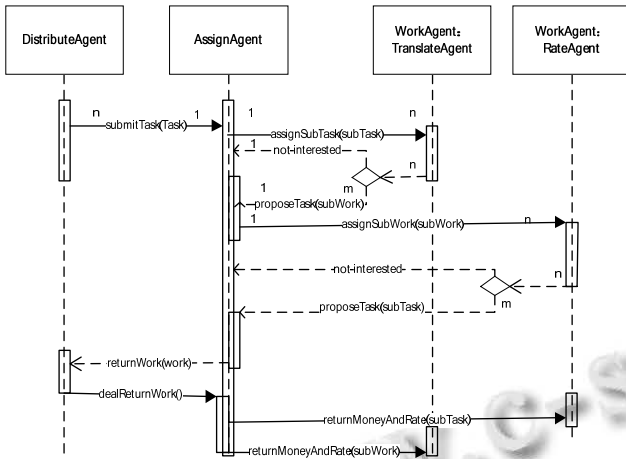 DistributeAgent
AssignAgent
WorkAgent:
TranslateAgent
WorkAgent:
RateAgent
n
submitTask(Task)
1
1
n
assignSubTask(subTask)
1
not-interested
n
1
m
proposeTask(subWork)
1
n
assignSubWork(subWork)
not-interested
n
m
proposeTask(subTask)
returnWork(work)
dealReturnWork()
returnMoneyAndRate(subTask)
returnMoneyAndRate(subWork)